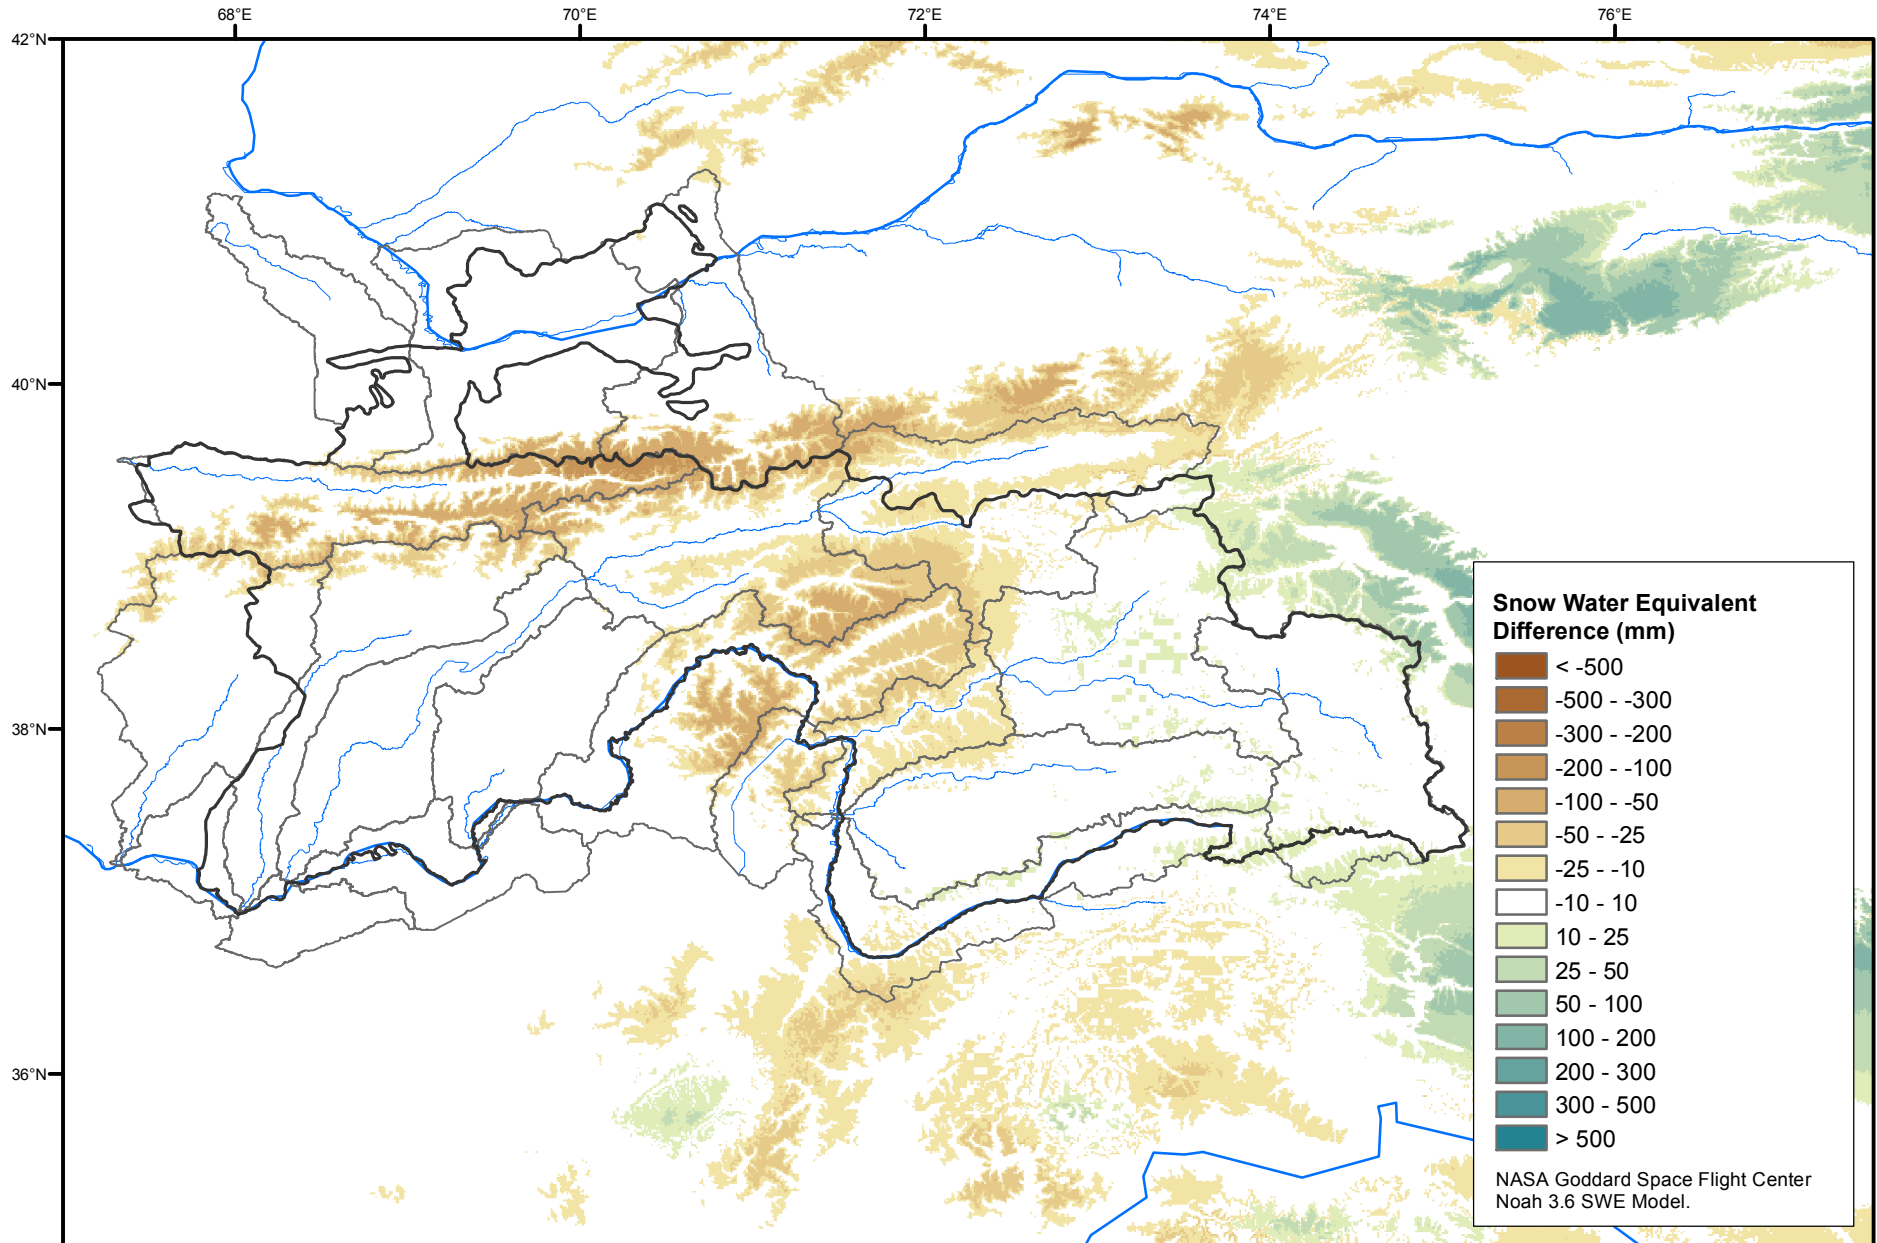 68°E 70°E 72°E 74°E 76°E
42°N
40°N
38°N
36°N
Snow Water Equivalent
Difference (mm)
< -500
-500 - -300
-300 - -200
-200 - -100
-100 - -50
-50 - -25
-25 - -10
-10 - 10
10 - 25
25 - 50
50 - 100
100 - 200
200 - 300
300 - 500
> 500
NASA Goddard Space Flight Center
Noah 3.6 SWE Model.